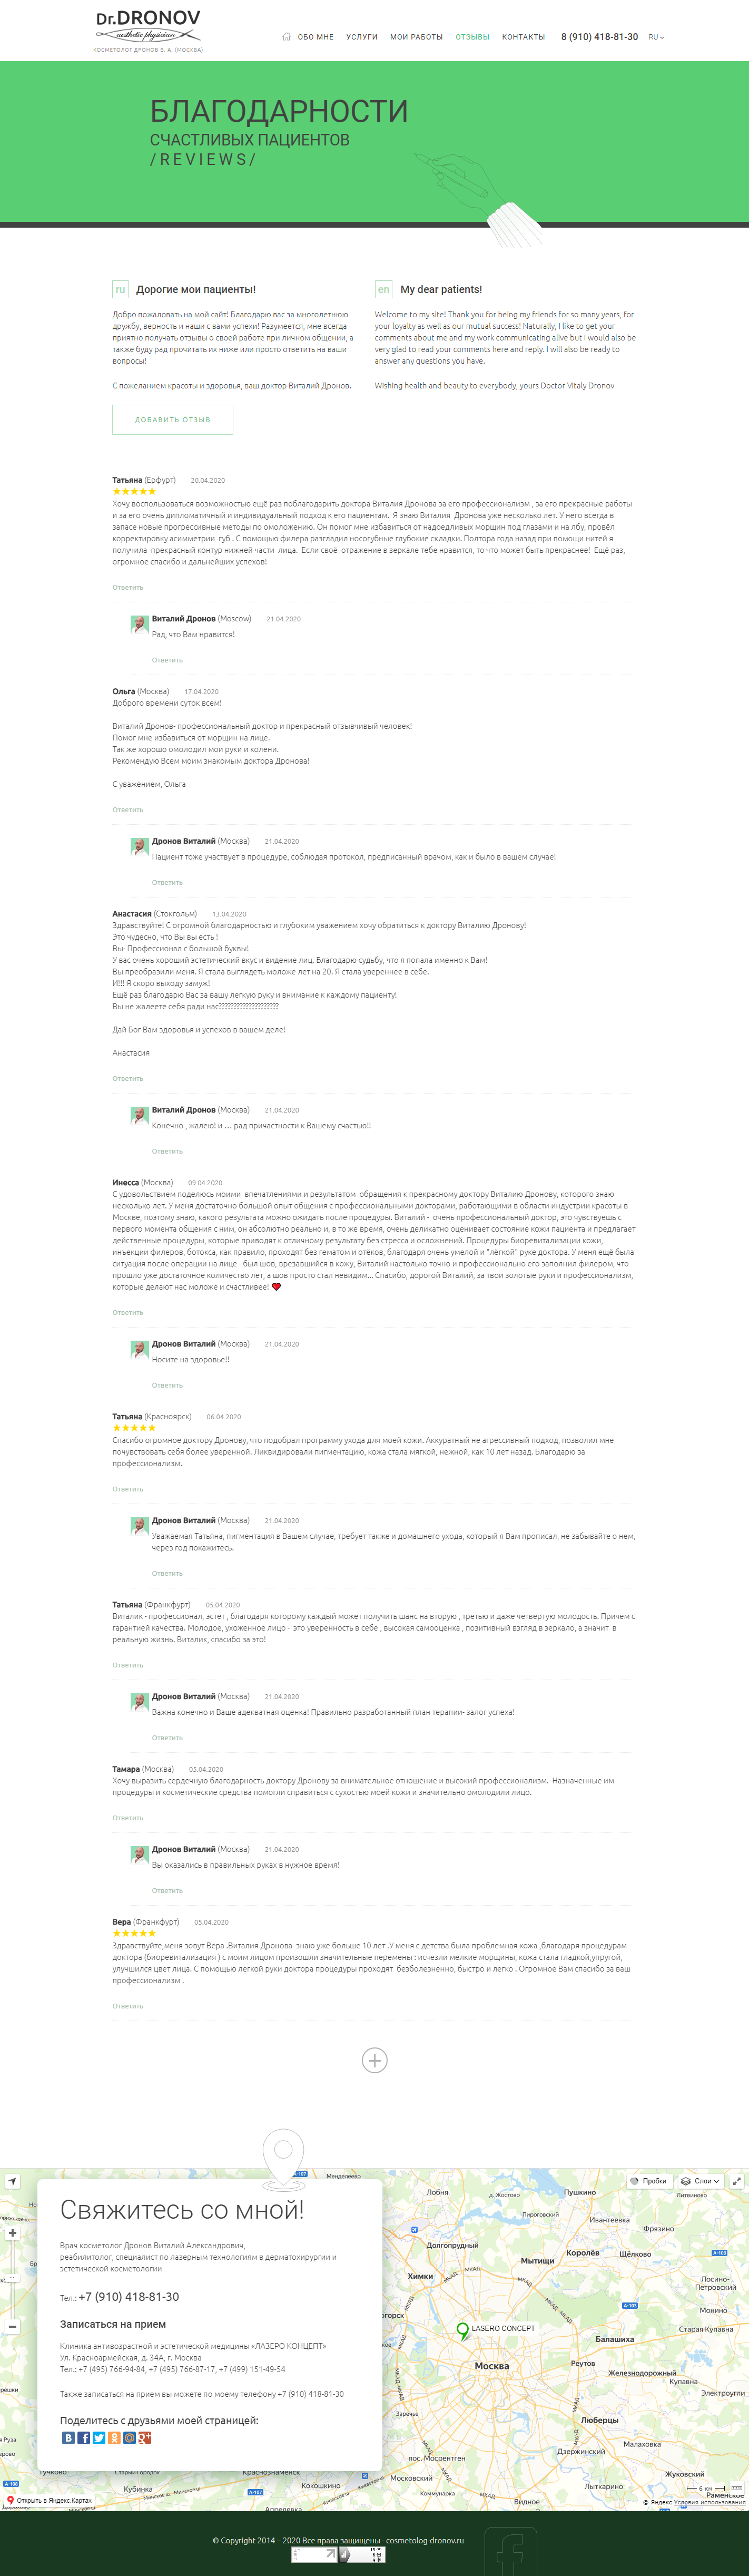 Dr.DRONOV
aesthetic physician
КОСМЕТОЛОГ ДРОНОВ В. А. (МОСКВА)
ОБО МНЕ УСЛУГИ МОИ РАБОТЫ ОТЗЫВЫ КОНТАКТЫ 8 (910) 418-81-30 RU
БЛАГОДАРНОСТИ
СЧАСТЛИВЫХ ПАЦИЕНТОВ
/REVIEWS/
ru Дорогие мои пациенты!
Добро пожаловать на мой сайт! Благодарю вас за многолетнюю
дружбу, верность и наши с вами успехи! Разумеется, мне всегда
приятно получать отзывы о своей работе при личном общении, а
также буду рад прочитать их ниже или просто ответить на ваши
вопросы!
С пожеланием красоты и здоровья, ваш доктор Виталий Дронов.
en My dear patients!
Welcome to my site! Thank you for being my friends for so many years, for
your loyalty as well as our mutual success! Naturally, I like to get your
comments about me and my work communicating alive but I would also be
very glad to read your comments here and reply. I will also be ready to
answer any questions you have.
Wishing health and beauty to everybody, yours Doctor Vitaly Dronov
ДОБАВИТЬ ОТЗЫВ
Татьяна (Ерфурт) 20.04.2020
Хочу воспользоваться возможностью ещё раз поблагодарить доктора Виталия Дронова за его профессионализм , за его прекрасные работы
и за его очень дипломатичный и индивидуальный подход к его пациентам. Я знаю Виталия Дронова уже несколько лет. У него всегда в
запасе новые прогрессивные методы по омоложению. Он помог мне избавиться от надоедливых морщин под глазами и на лбу, провёл
корректировку асимметрии губ . С помощью филера разгладил носогубные глубокие складки. Полтора года назад при помощи нитей я
получила прекрасный контур нижней части лица. Если своё отражение в зеркале тебе нравится, то что может быть прекраснее! Ещё раз,
огромное спасибо и дальнейших успехов!
Ответить
Виталий Дронов (Moscow) 21.04.2020
Рад, что Вам нравится!
Ответить
Ольга (Москва) 17.04.2020
Доброго времени суток всем!
Виталий Дронов- профессиональный доктор и прекрасный отзывчивый человек!
Помог мне избавиться от морщин на лице.
Так же хорошо омолодил мои руки и колени.
Рекомендую Всем моим знакомым доктора Дронова!
С уважением, Ольга
Ответить
Дронов Виталий (Москва) 21.04.2020
Пациент тоже участвует в процедуре, соблюдая протокол, предписанный врачом, как и было в вашем случае!
Ответить
Анастасия (Стокгольм) 13.04.2020
Здравствуйте! С огромной благодарностью и глубоким уважением хочу обратиться к доктору Виталию Дронову!
Это чудесно, что Вы вы есть !
Вы- Профессионал с большой буквы!
У вас очень хороший эстетический вкус и видение лиц. Благодарю судьбу, что я попала именно к Вам!
Вы преобразили меня. Я стала выглядеть моложе лет на 20. Я стала увереннее в себе.
И!!! Я скоро выходу замуж!
Ещё раз благодарю Вас за вашу легкую руку и внимание к каждому пациенту!
Вы не жалеете себя ради нас????????????????????
Дай Бог Вам здоровья и успехов в вашем деле!
Анастасия
Ответить
Виталий Дронов (Москва) 21.04.2020
Конечно , жалею! и … рад причастности к Вашему счастью!!
Ответить
Инесса (Москва) 09.04.2020
С удовольствием поделюсь моими впечатлениями и результатом обращения к прекрасному доктору Виталию Дронову, которого знаю
несколько лет. У меня достаточно большой опыт общения с профессиональными докторами, работающими в области индустрии красоты в
Москве, поэтому знаю, какого результата можно ожидать после процедуры. Виталий - очень профессиональный доктор, это чувствуешь с
первого момента общения с ним, он абсолютно реально и, в то же время, очень деликатно оценивает состояние кожи пациента и предлагает
действенные процедуры, которые приводят к отличному результату без стресса и осложнений. Процедуры биоревитализации кожи,
инъекции филеров, ботокса, как правило, проходят без гематом и отёков, благодаря очень умелой и "лёгкой" руке доктора. У меня ещё была
ситуация после операции на лице - был шов, врезавшийся в кожу, Виталий настолько точно и профессионально его заполнил филером, что
прошло уже достаточное количество лет, а шов просто стал невидим... Спасибо, дорогой Виталий, за твои золотые руки и профессионализм,
которые делают нас моложе и счастливее! ❤
Ответить
Дронов Виталий (Москва) 21.04.2020
Носите на здоровье!!
Ответить
Татьяна (Красноярск) 06.04.2020
Спасибо огромное доктору Дронову, что подобрал программу ухода для моей кожи. Аккуратный не агрессивный подход, позволил мне
почувствовать себя более уверенной. Ликвидировали пигментацию, кожа стала мягкой, нежной, как 10 лет назад. Благодарю за
профессионализм.
Ответить
Дронов Виталий (Москва) 21.04.2020
Уважаемая Татьяна, пигментация в Вашем случае, требует также и домашнего ухода, который я Вам прописал, не забывайте о нем,
через год покажитесь.
Ответить
Татьяна (Франкфурт) 05.04.2020
Виталик - профессионал, эстет , благодаря которому каждый может получить шанс на вторую , третью и даже четвёртую молодость. Причём с
гарантией качества. Молодое, ухоженное лицо - это уверенность в себе , высокая самооценка , позитивный взгляд в зеркало, а значит в
реальную жизнь. Виталик, спасибо за это!
Ответить
Дронов Виталий (Москва) 21.04.2020
Важна конечно и Ваше адекватная оценка! Правильно разработанный план терапии- залог успеха!
Ответить
Тамара (Москва) 05.04.2020
Хочу выразить сердечную благодарность доктору Дронову за внимательное отношение и высокий профессионализм. Назначенные им
процедуры и косметические средства помогли справиться с сухостью моей кожи и значительно омолодили лицо.
Ответить
Дронов Виталий (Москва) 21.04.2020
Вы оказались в правильных руках в нужное время!
Ответить
Вера (Франкфурт) 05.04.2020
Здравствуйте,меня зовут Вера .Виталия Дронова знаю уже больше 10 лет .У меня с детства была проблемная кожа ,благодаря процедурам
доктора (биоревитализация ) с моим лицом произошли значительные перемены : исчезли мелкие морщины, кожа стала гладкой,упругой,
улучшился цвет лица. С помощью легкой руки доктора процедуры проходят безболезненно, быстро и легко . Огромное Вам спасибо за ваш
профессионализм .
Ответить
Свяжитесь со мной!
Врач косметолог Дронов Виталий Александрович,
реабилитолог, специалист по лазерным технологиям в дерматохирургии и
эстетической косметологии
Тел.: +7 (910) 418-81-30
Записаться на прием
Клиника антивозрастной и эстетической медицины «ЛАЗЕРО КОНЦЕПТ»
Ул. Красноармейская, д. 34А, г. Москва
Тел.: +7 (495) 766-94-84, +7 (495) 766-87-17, +7 (499) 151-49-54
Также записаться на прием вы можете по моему телефону +7 (910) 418-81-30
Поделитесь с друзьями моей страницей:
Менделеево
Пробки Слои
Лобня
д. Жостово
Пушкино
Литвиново
Пироговский
Ивантеевка
Фрязино
Долгопрудный
Мытищи
Королёв
Щёлково
А-103
Химки
МКАД
Лосино-
Петровский
Монино
LASERO CONCEPT
Старая Купавна
Балашиха
Москва
Реутов
Железнодорожный
Купавна
Электроугли
Заречье
Люберцы
Малаховка
Дзержинский
пос. Мосрентген
Московский
Жуковский
Лыткарино
6 км
Коммунарка
Раменское
Видное
Кубинка
Краснознаменск
Кокошкино
Апрелевка
А-107
А-108
Открыть в Яндекс.Картах
© Яндекс Условия использования
© Copyright 2014 – 2020 Все права защищены - cosmetolog-dronov.ru